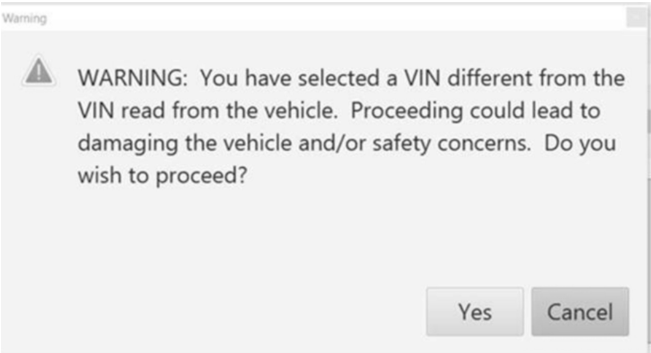 Warning
WARNING:  You have selected a VIN different from the
VIN read from the vehicle.  Proceeding could lead to
damaging the vehicle and/or safety concerns.  Do you
wish to proceed?
Yes
Cancel